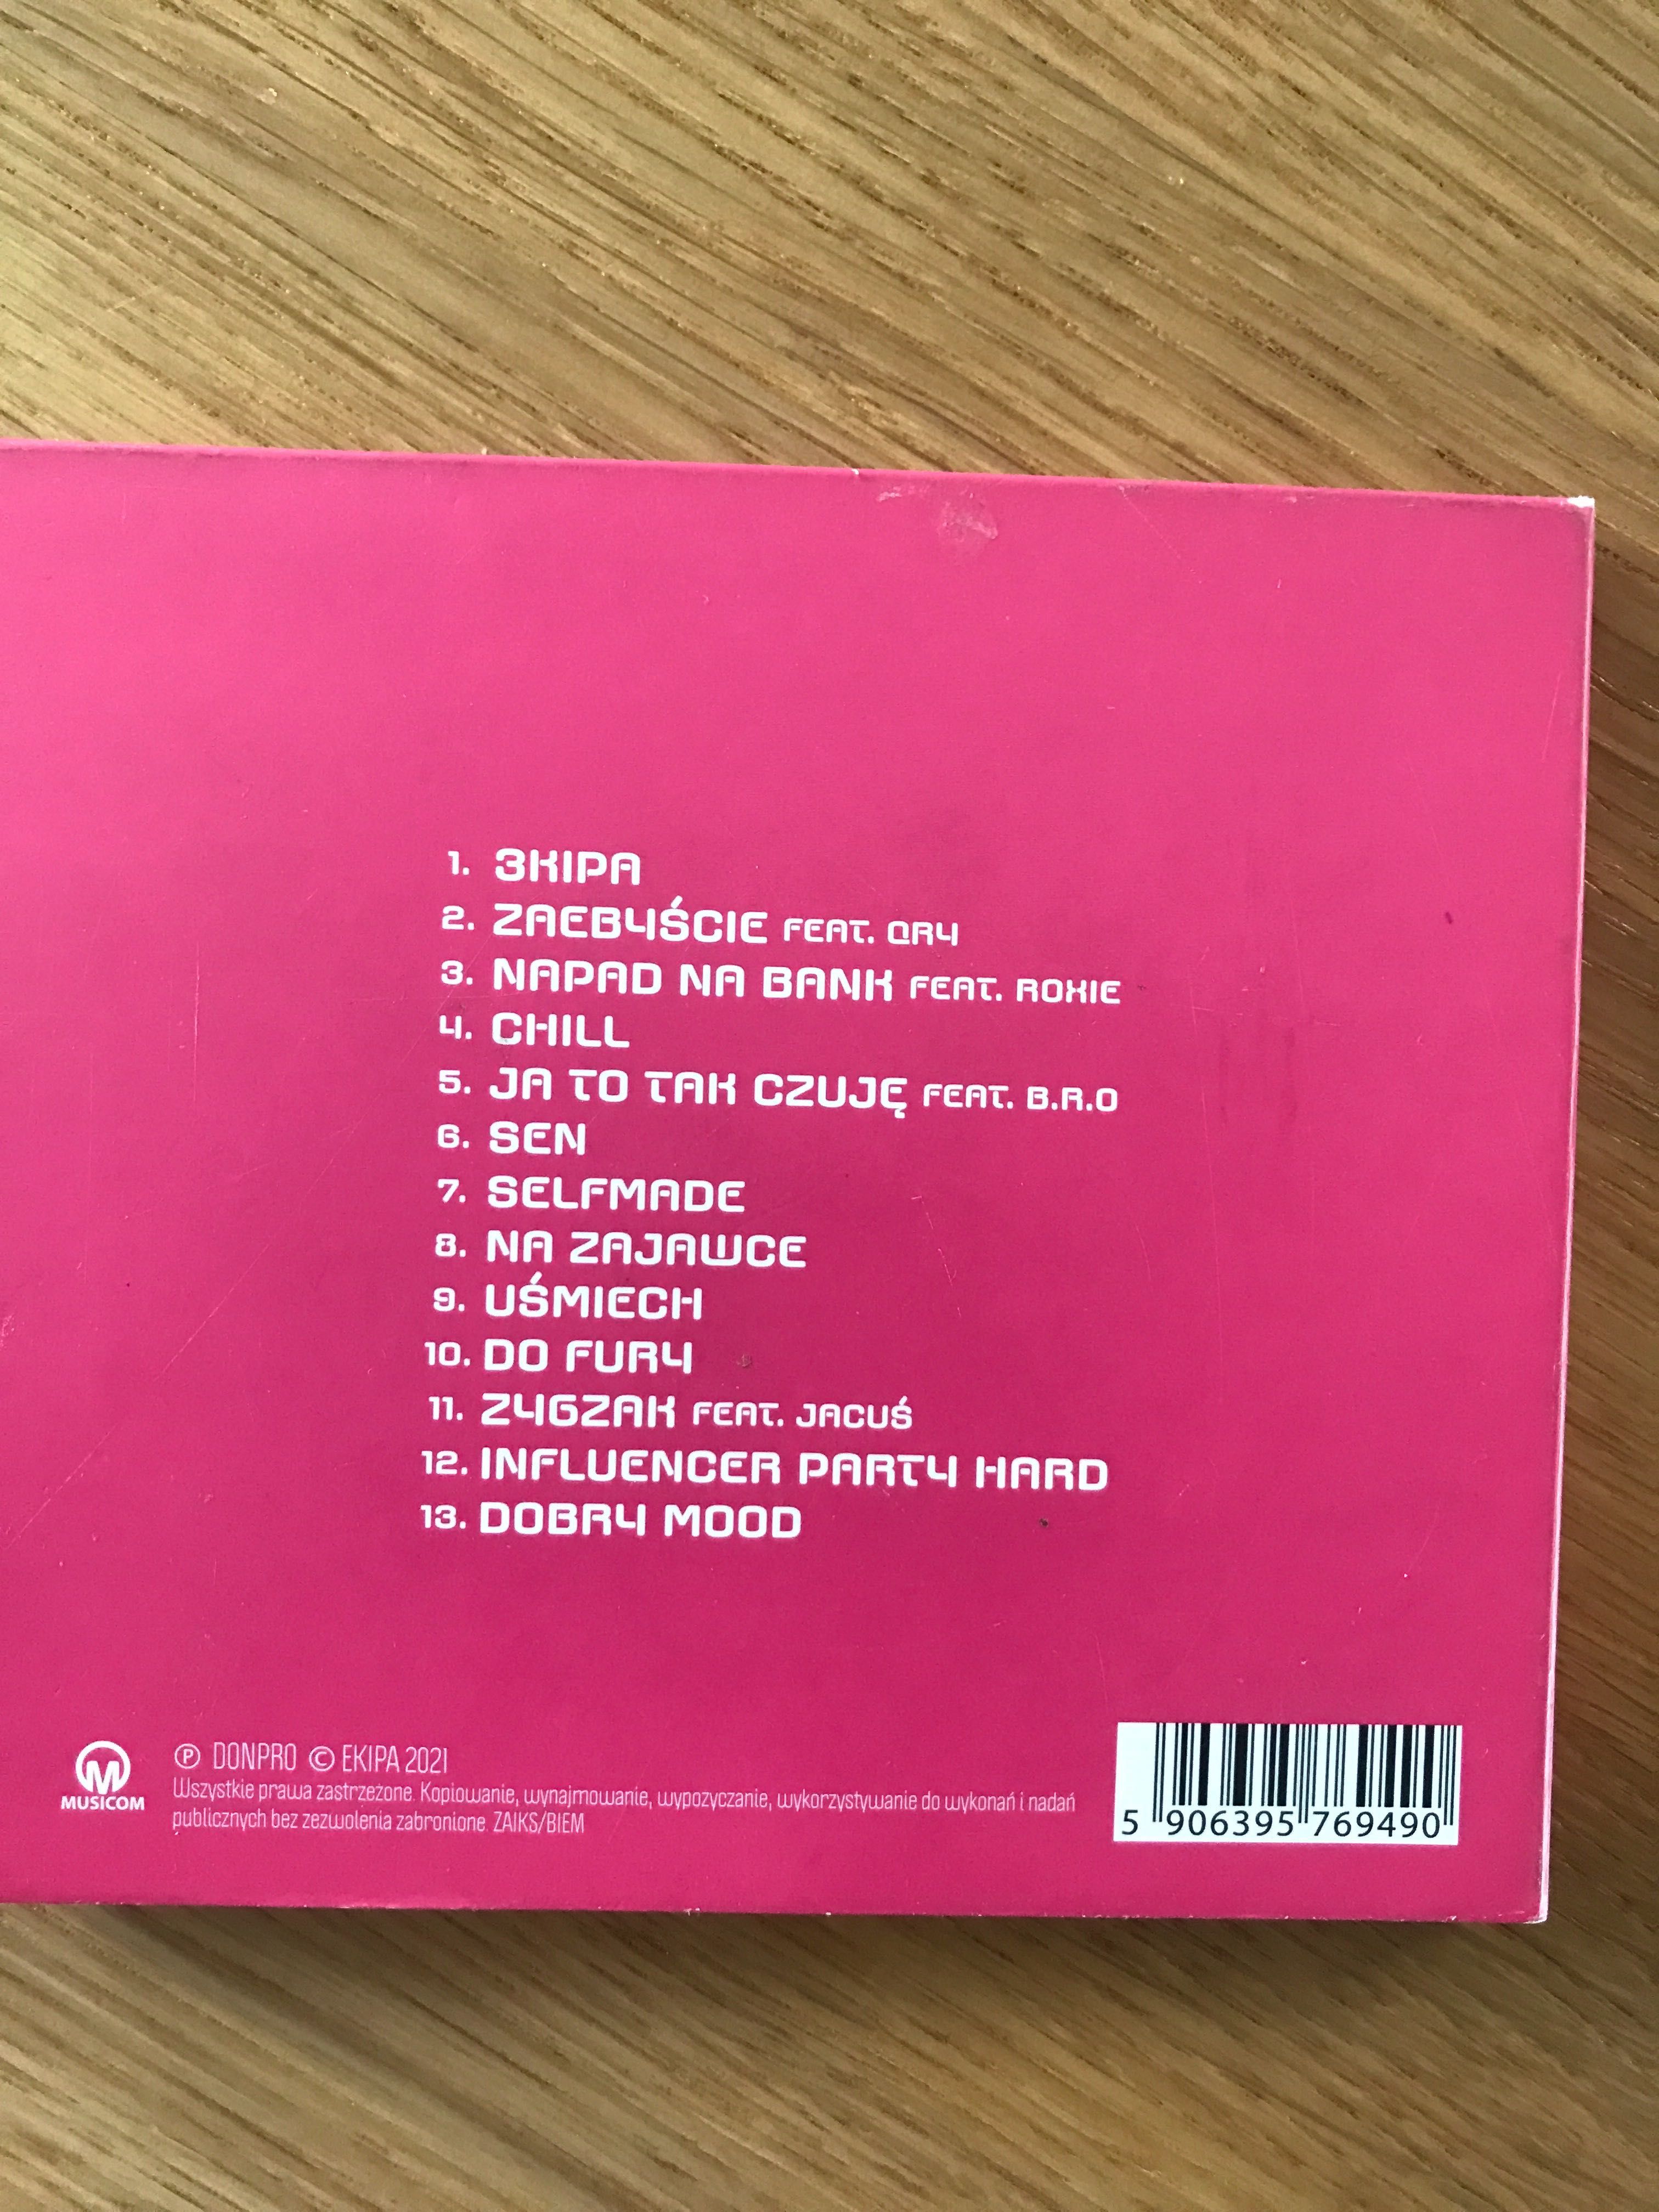 1. 3KIPA
2. ZAEBYŚCIE FEAT. QRY
3. NAPAD NA BANK FEAT. ROXIE
4. CHILL
5. JA TO TAK CZUJĘ FEAT. B.R.O
6. SEN
7. SELFMADE
8. NA ZAJAWCE
9. UŚMIECH
10. DO FURY
11. ZYGZAK FEAT. JACUŚ
12. INFLUENCER PARTY HARD
13. DOBRY MOOD
MUSICOM
Ⓟ DONPRO © EKIPA 2021
Wszystkie prawa zastrzeżone. Kopiowanie, wynajmowanie, wypożyczanie, wykorzystywanie do wykonań i nadań
publicznych bez zezwolenia zabronione. ZAIKS/BIEM
5 906395 769490